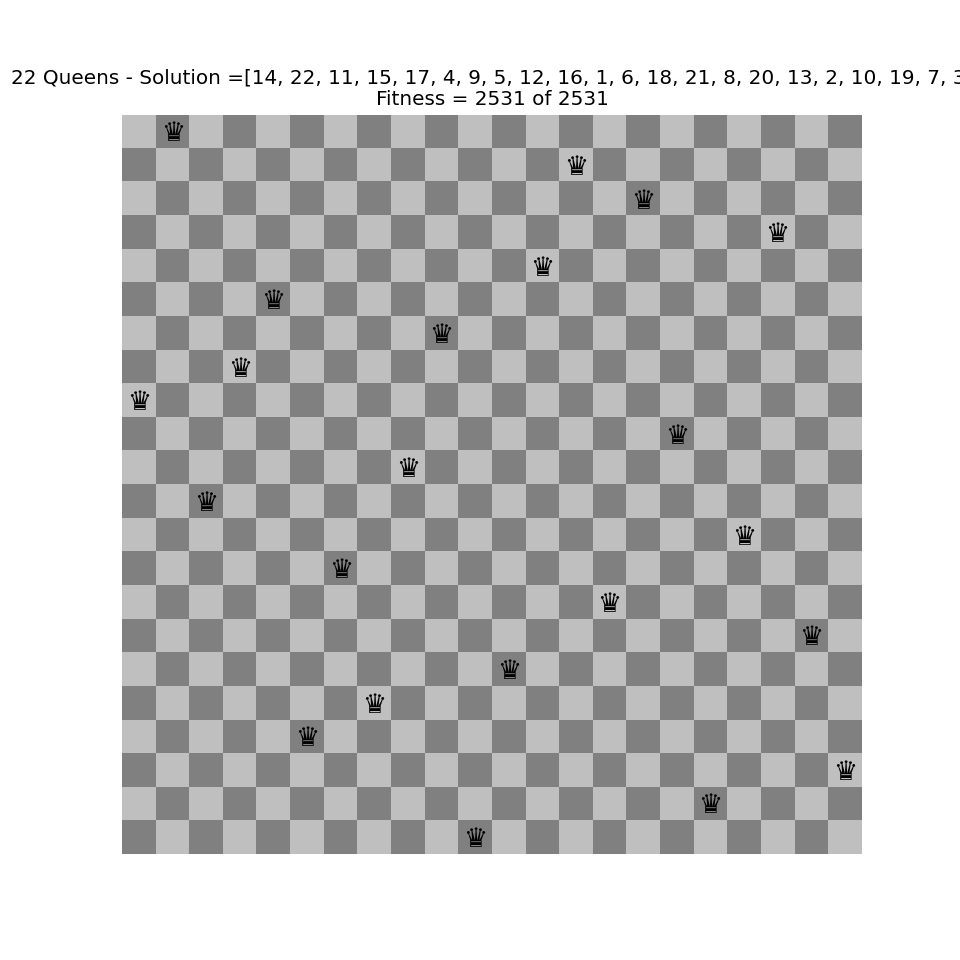 22 Queens - Solution =[14, 22, 11, 15, 17, 4, 9, 5, 12, 16, 1, 6, 18, 21, 8, 20, 13, 2, 10, 19, 7, 3
Fitness = 2531 of 2531